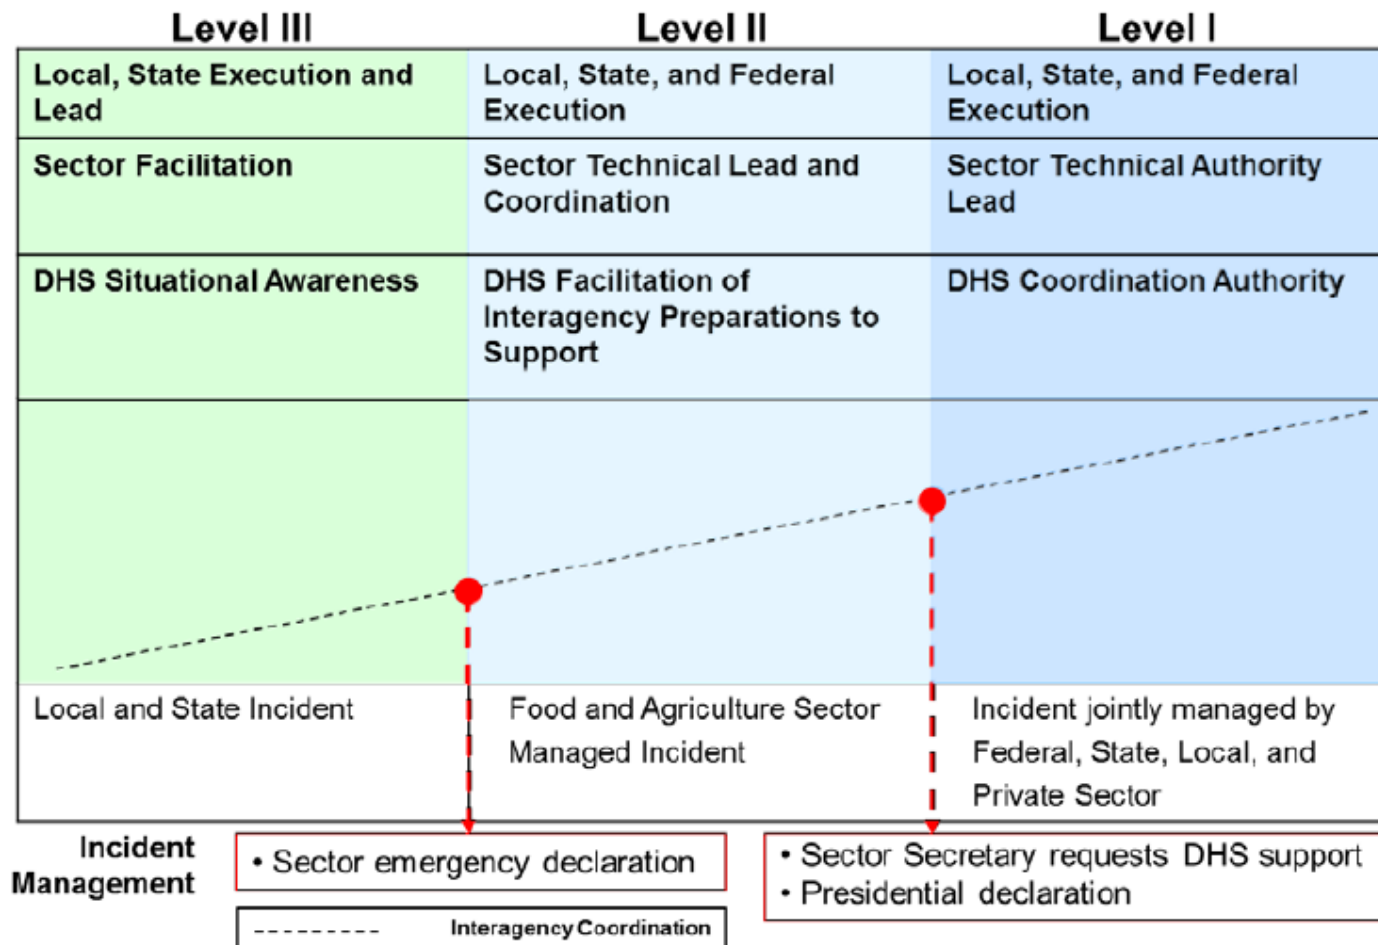 Level III
Level II
Level I
Local, State Execution and
Lead
Local, State, and Federal
Execution
Local, State, and Federal
Execution
Sector Facilitation
Sector Technical Lead and
Coordination
Sector Technical Authority
Lead
DHS Situational Awareness
DHS Facilitation of
Interagency Preparations to
Support
DHS Coordination Authority
Local and State Incident
Food and Agriculture Sector
Managed Incident
Incident jointly managed by
Federal, State, Local, and
Private Sector
Incident
Management
• Sector emergency declaration
• Sector Secretary requests DHS support
• Presidential declaration
Interagency Coordination